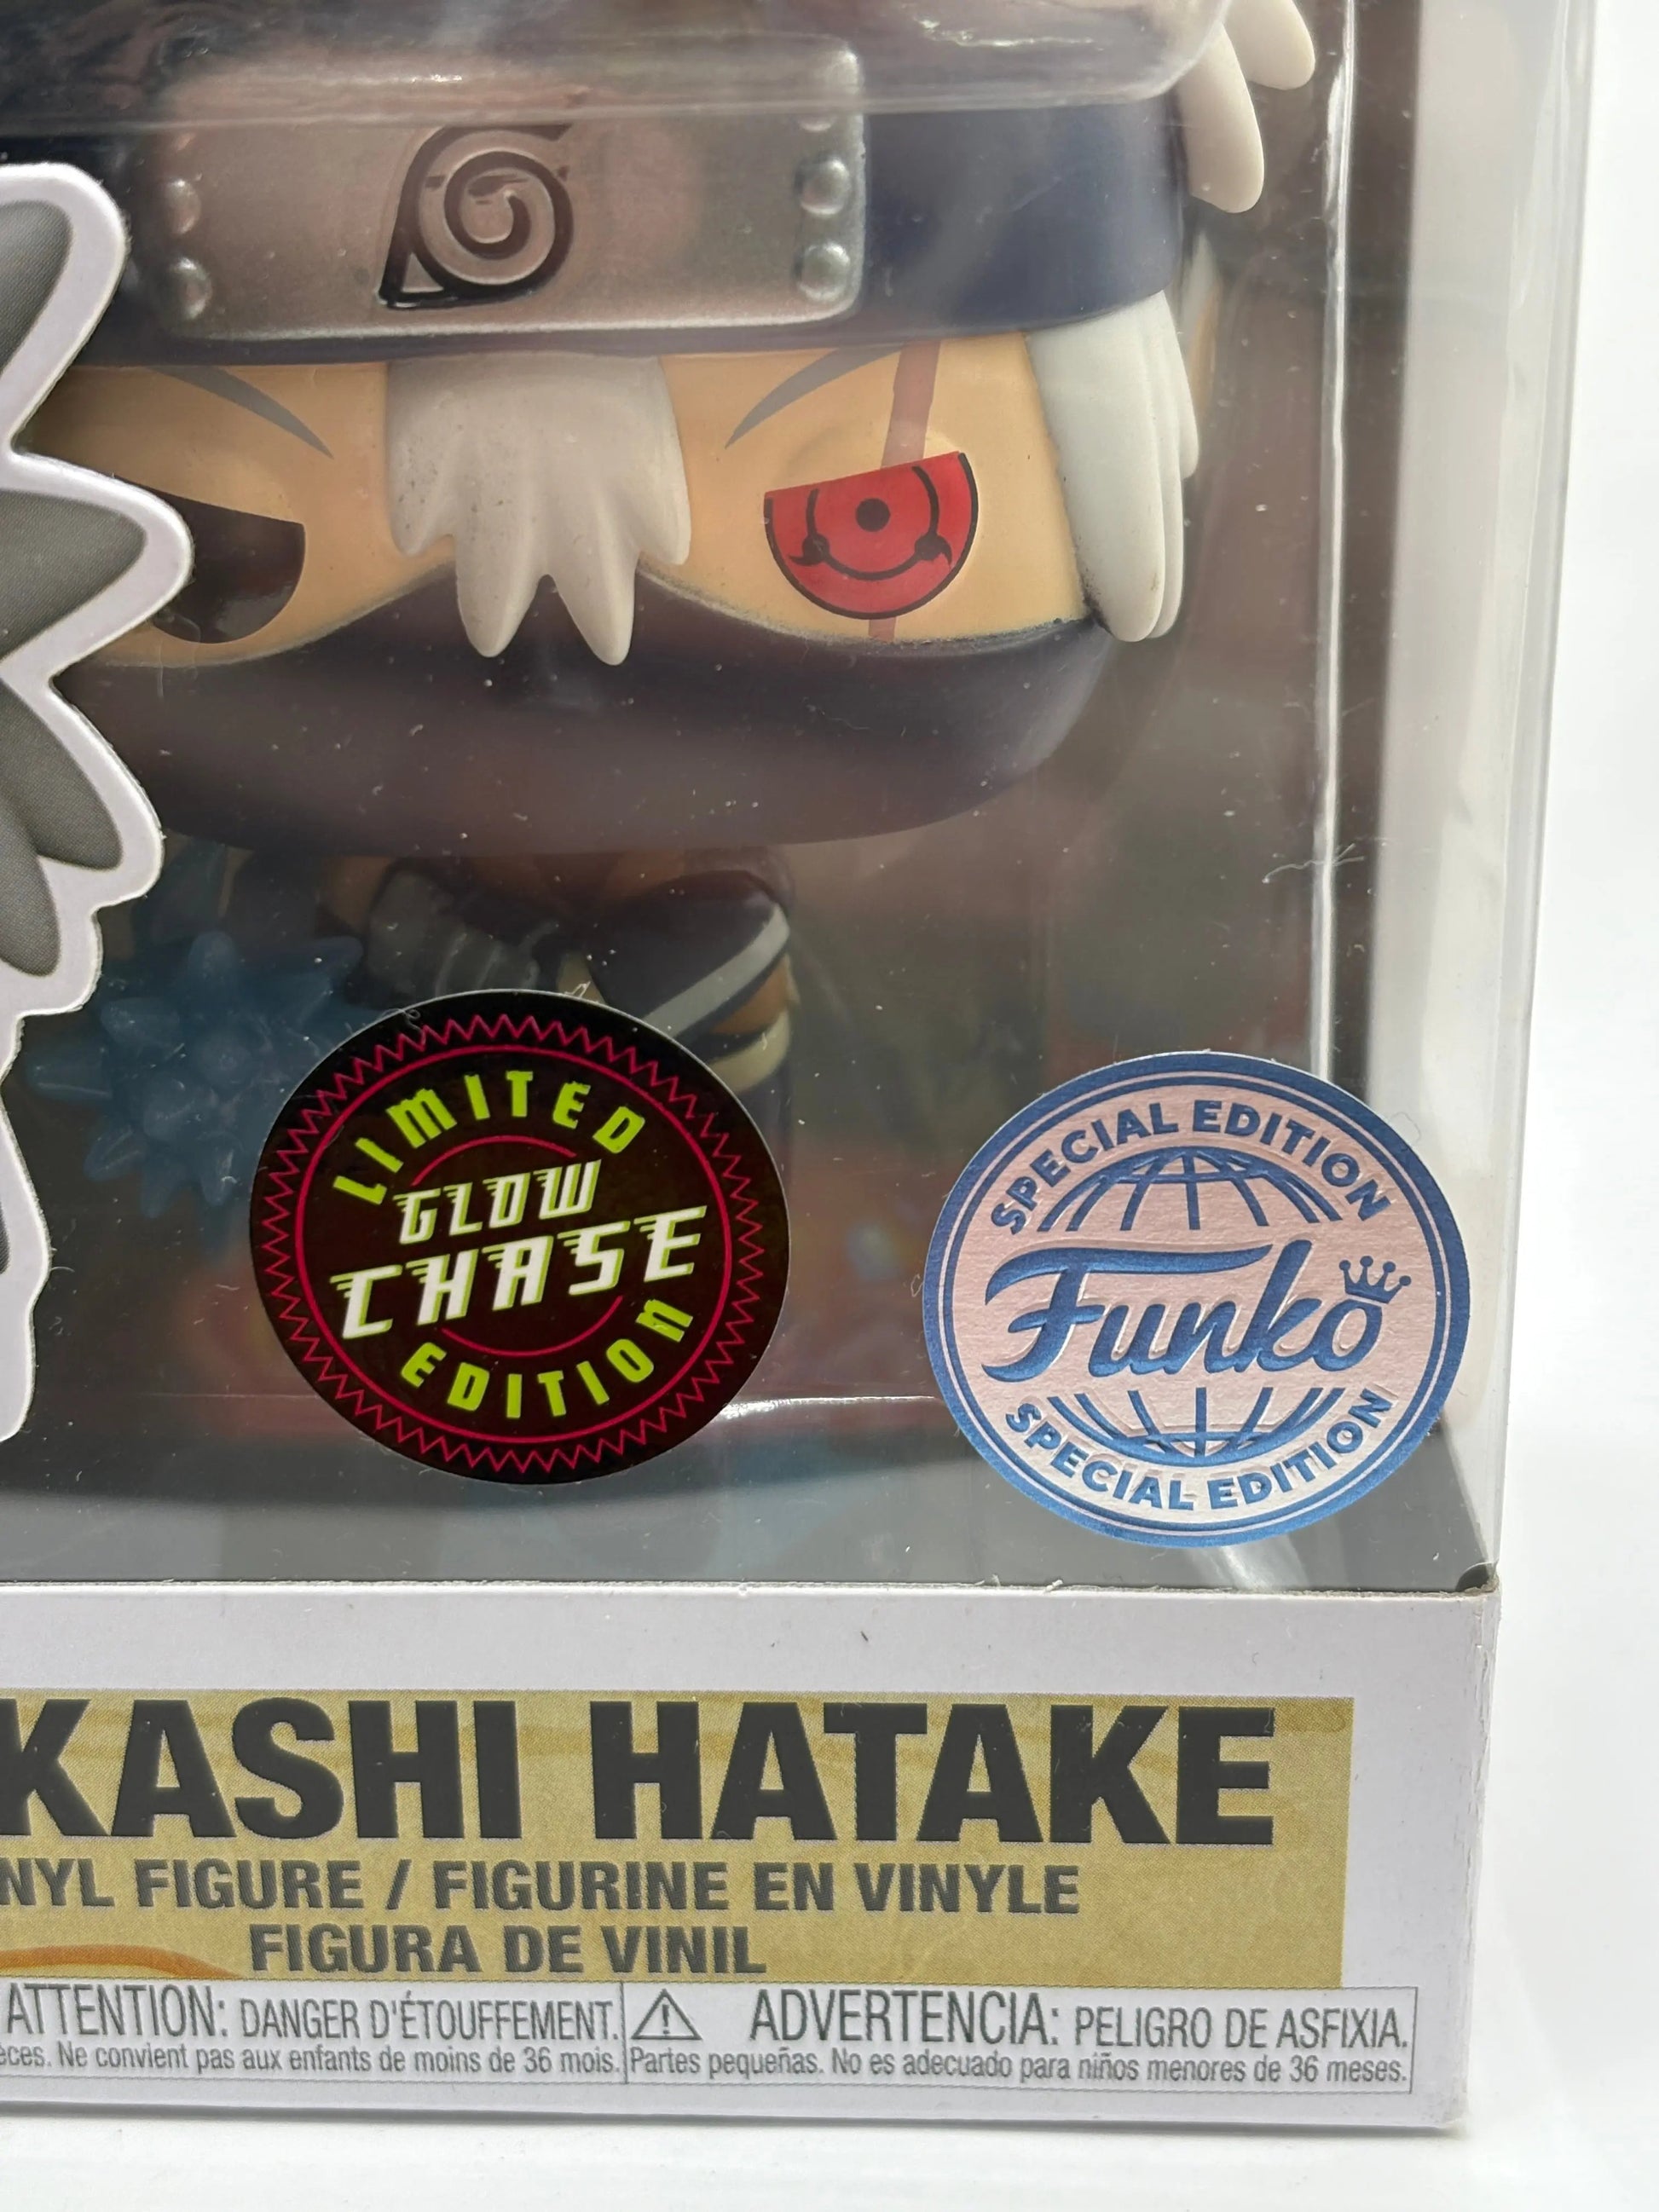 LIMITED
GLOW
CHASE
EDITION
SPECIAL EDITION
Funko
SPECIAL EDITION
KASHI HATAKE
NYL FIGURE / FIGURINE EN VINYLE
FIGURA DE VINIL
ATTENTION: DANGER D'ÉTOUFFEMENT.
èces. Ne convient pas aux enfants de moins de 36 mois.
ADVERTENCIA: PELIGRO DE ASFIXIA.
Partes pequeñas. No es adecuado para niños menores de 36 meses.